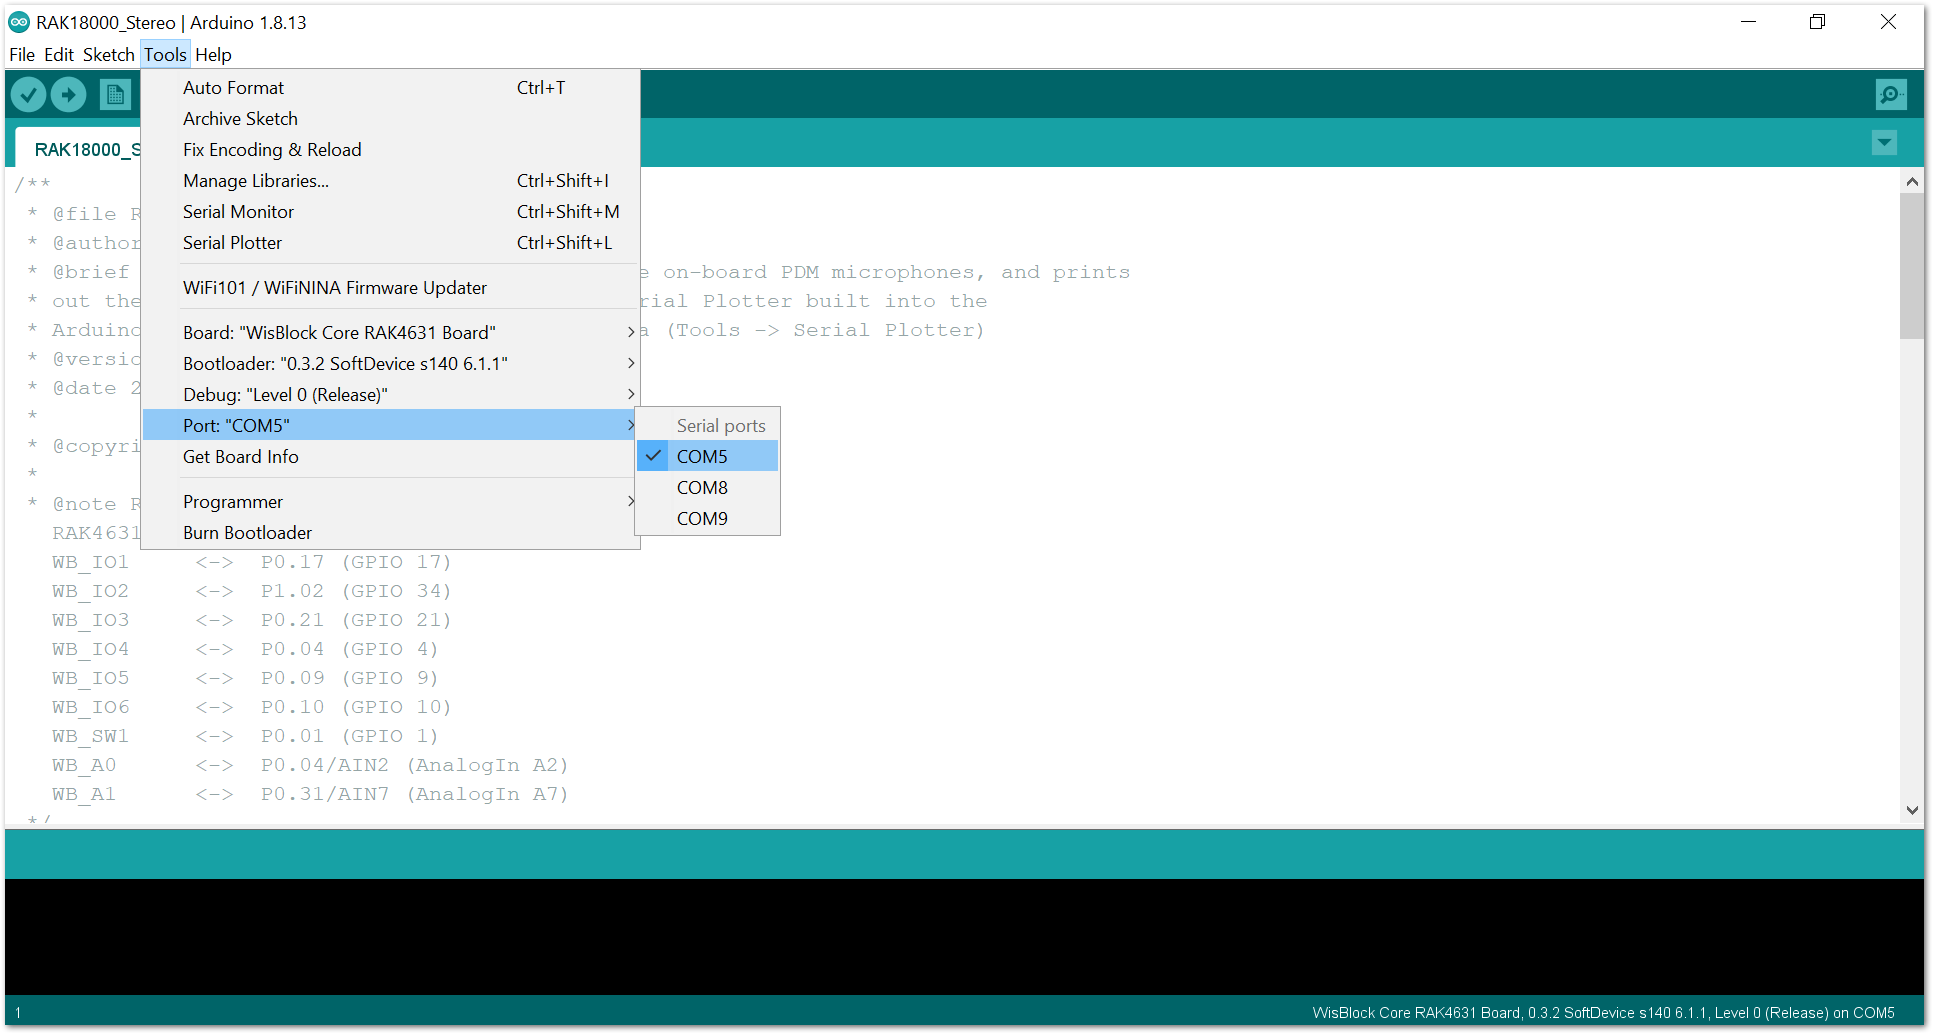 RAK18000_Stereo | Arduino 1.8.13
File Edit Sketch Tools Help
Auto Format Ctrl+T
Archive Sketch
Fix Encoding & Reload
Manage Libraries... Ctrl+Shift+I
Serial Monitor Ctrl+Shift+M
Serial Plotter Ctrl+Shift+L
WiFi101 / WiFiNINA Firmware Updater
Board: "WisBlock Core RAK4631 Board"
Bootloader: "0.3.2 SoftDevice s140 6.1.1"
Debug: "Level 0 (Release)"
Port: "COM5"
Get Board Info
Programmer
Burn Bootloader
Serial ports
COM5
COM8
COM9
RAK18000_S
/**
* @file R
* @author
* @brief e on-board PDM microphones, and prints
* out the rial Plotter built into the
* Arduino a (Tools -> Serial Plotter)
* @versio
* @date 2
*
* @copyri
*
* @note R
RAK4631
WB_IO1 <-> P0.17 (GPIO 17)
WB_IO2 <-> P1.02 (GPIO 34)
WB_IO3 <-> P0.21 (GPIO 21)
WB_IO4 <-> P0.04 (GPIO 4)
WB_IO5 <-> P0.09 (GPIO 9)
WB_IO6 <-> P0.10 (GPIO 10)
WB_SW1 <-> P0.01 (GPIO 1)
WB_A0 <-> P0.04/AIN2 (AnalogIn A2)
WB_A1 <-> P0.31/AIN7 (AnalogIn A7)
*/
1 WisBlock Core RAK4631 Board, 0.3.2 SoftDevice s140 6.1.1, Level 0 (Release) on COM5